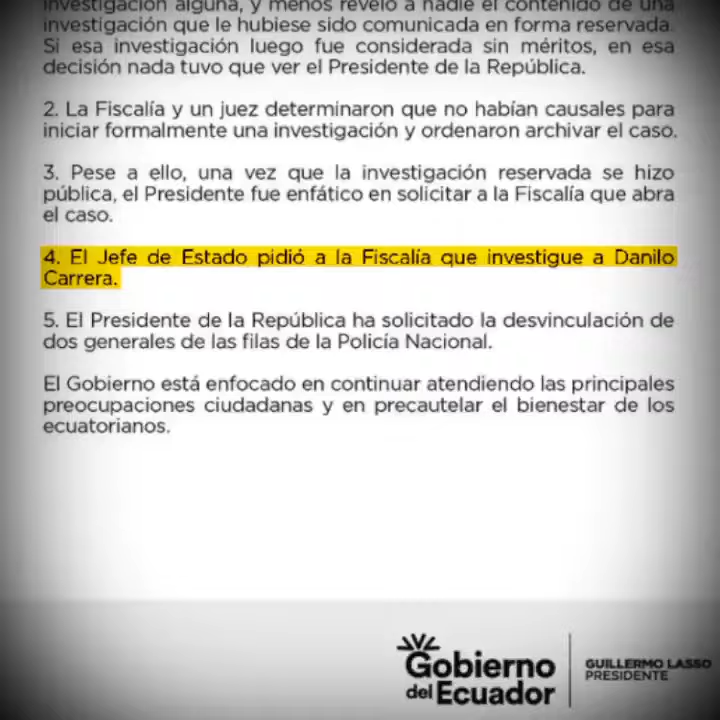 investigación alguna, y menos reveló a nadie el contenido de una
investigación que le hubiese sido comunicada en forma reservada.
Si esa investigación luego fue considerada sin méritos, en esa
decisión nada tuvo que ver el Presidente de la República.
2. La Fiscalía y un juez determinaron que no habían causales para
iniciar formalmente una investigación y ordenaron archivar el caso.
3. Pese a ello, una vez que la investigación reservada se hizo
pública, el Presidente fue enfático en solicitar a la Fiscalía que abra
el caso.
4. El Jefe de Estado pidió a la Fiscalía que investigue a Danilo
Carrera.
5. El Presidente de la República ha solicitado la desvinculación de
dos generales de las filas de la Policía Nacional.
El Gobierno está enfocado en continuar atendiendo las principales
preocupaciones ciudadanas y en precautelar el bienestar de los
ecuatorianos.
Gobierno
del Ecuador
GUILLERMO LASSO
PRESIDENTE